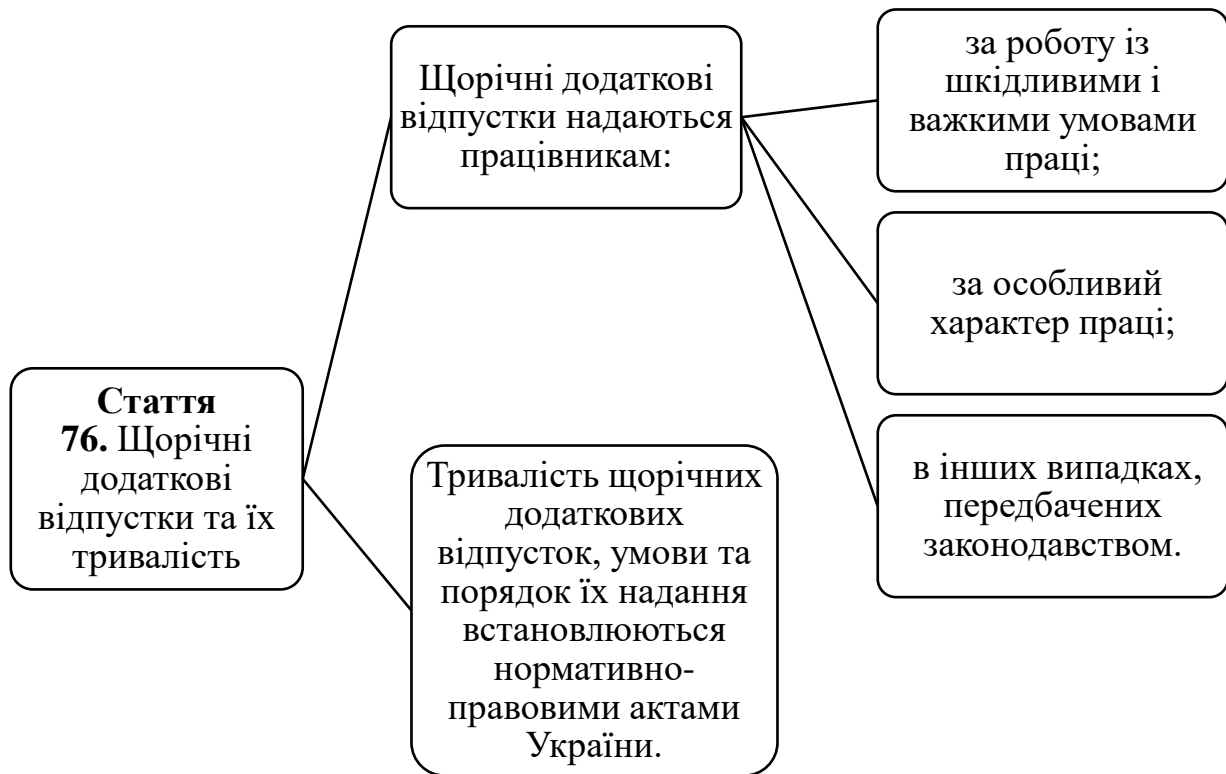 Стаття
76. Щорічні
додаткові
відпустки та їх
тривалість
Щорічні додаткові
відпустки надаються
працівникам:
за роботу із
шкідливими і
важкими умовами
праці;
за особливий
характер праці;
в інших випадках,
передбачених
законодавством.
Тривалість щорічних
додаткових
відпусток, умови та
порядок їх надання
встановлюються
нормативно-
правовими актами
України.